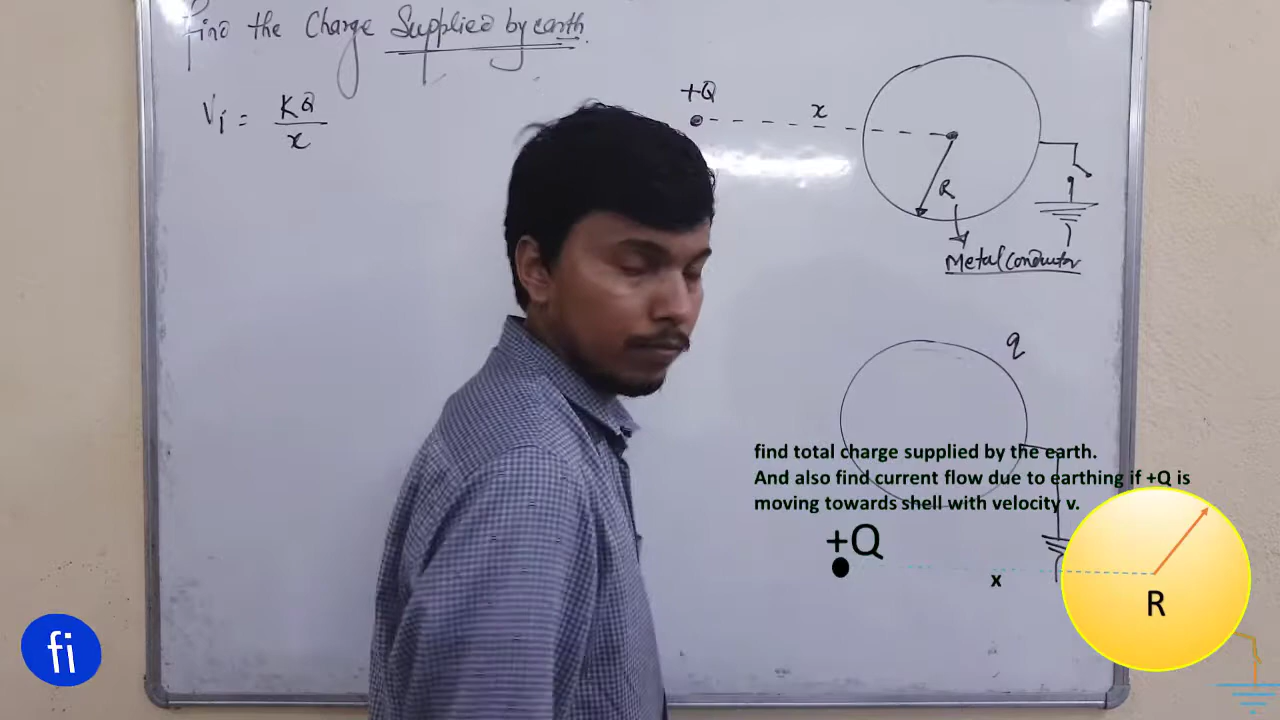 Find the Charge Supplied by earth.
Vi = KQ/x
+Q
x
R
Metal conductor
q
find total charge supplied by the earth.
And also find current flow due to earthing if +Q is
moving towards shell with velocity v.
+Q
x
R
fi